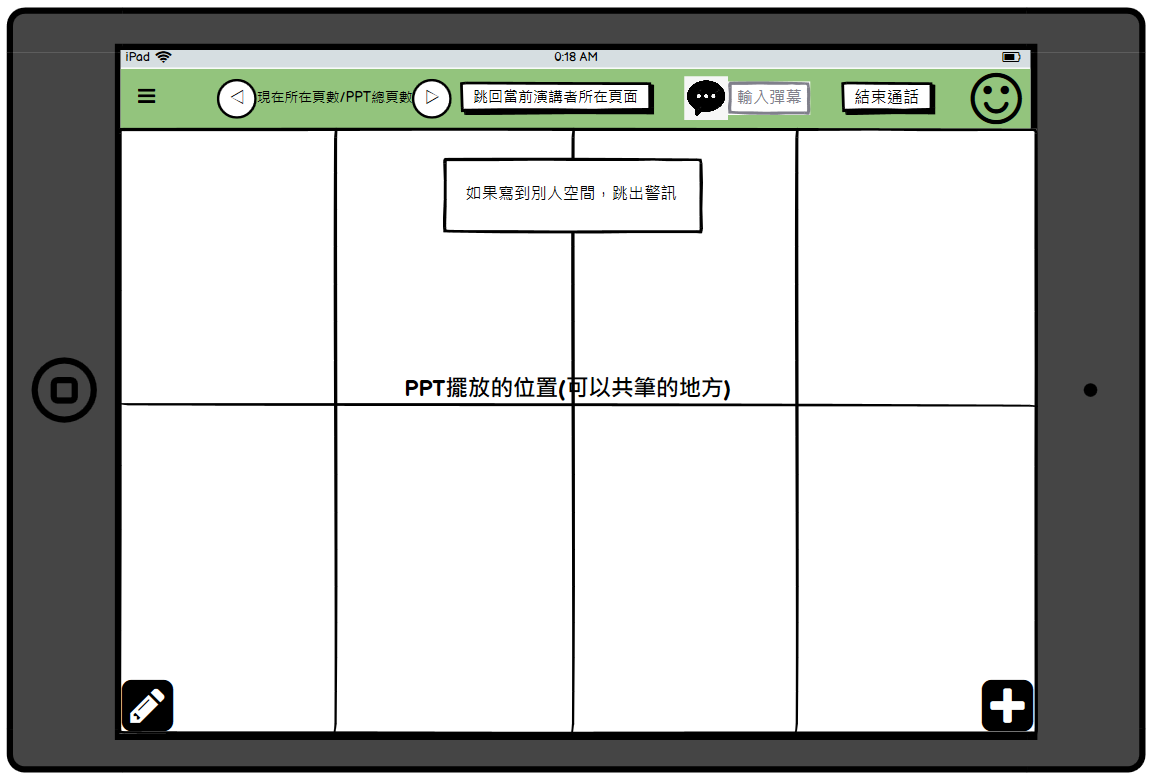 iPad
0:18 AM
現在所在頁數/PPT總頁數
跳回當前演講者所在頁面
輸入彈幕
結束通話
如果寫到別人空間，跳出警訊
PPT擺放的位置(可以共筆的地方)